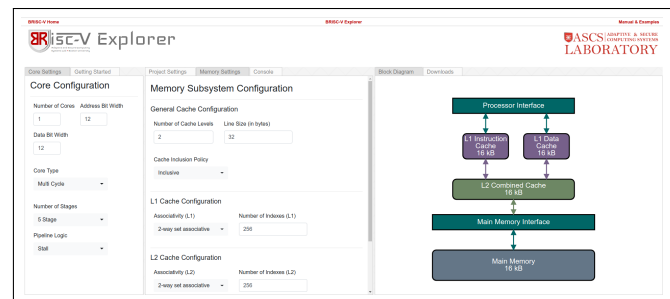 BRISC-V Home
BRISC-V Explorer
Manual & Examples
BRISC-V Explorer
ASCS ADAPTIVE & SECURE COMPUTING SYSTEMS
LABORATORY
Core Settings
Getting Started
Project Settings
Memory Settings
Console
Block Diagram
Downloads
Core Configuration
Number of Cores
Address Bit Width
1
12
Data Bit Width
12
Core Type
Multi Cycle
Number of Stages
5 Stage
Pipeline Logic
Stall
Memory Subsystem Configuration
General Cache Configuration
Number of Cache Levels
Line Size (in bytes)
2
32
Cache Inclusion Policy
Inclusive
L1 Cache Configuration
Associativity (L1)
Number of Indexes (L1)
2-way set associative
256
L2 Cache Configuration
Associativity (L2)
Number of Indexes (L2)
2-way set associative
256
Processor Interface
L1 Instruction
Cache
16 kB
L1 Data
Cache
16 kB
L2 Combined Cache
16 kB
Main Memory Interface
Main Memory
16 kB